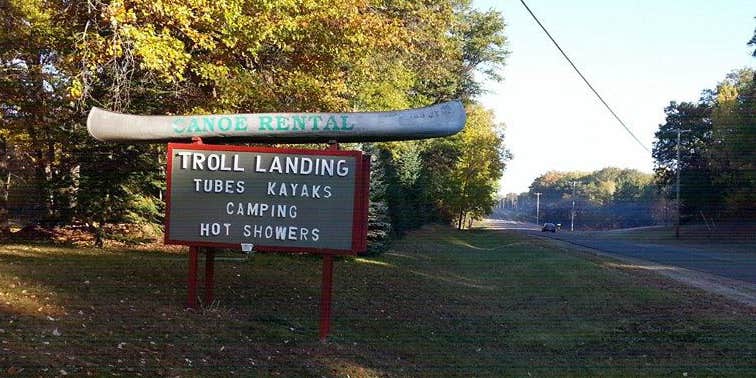 CANOE RENTAL
TROLL LANDING
TUBES KAYAKS
CAMPING
HOT SHOWERS